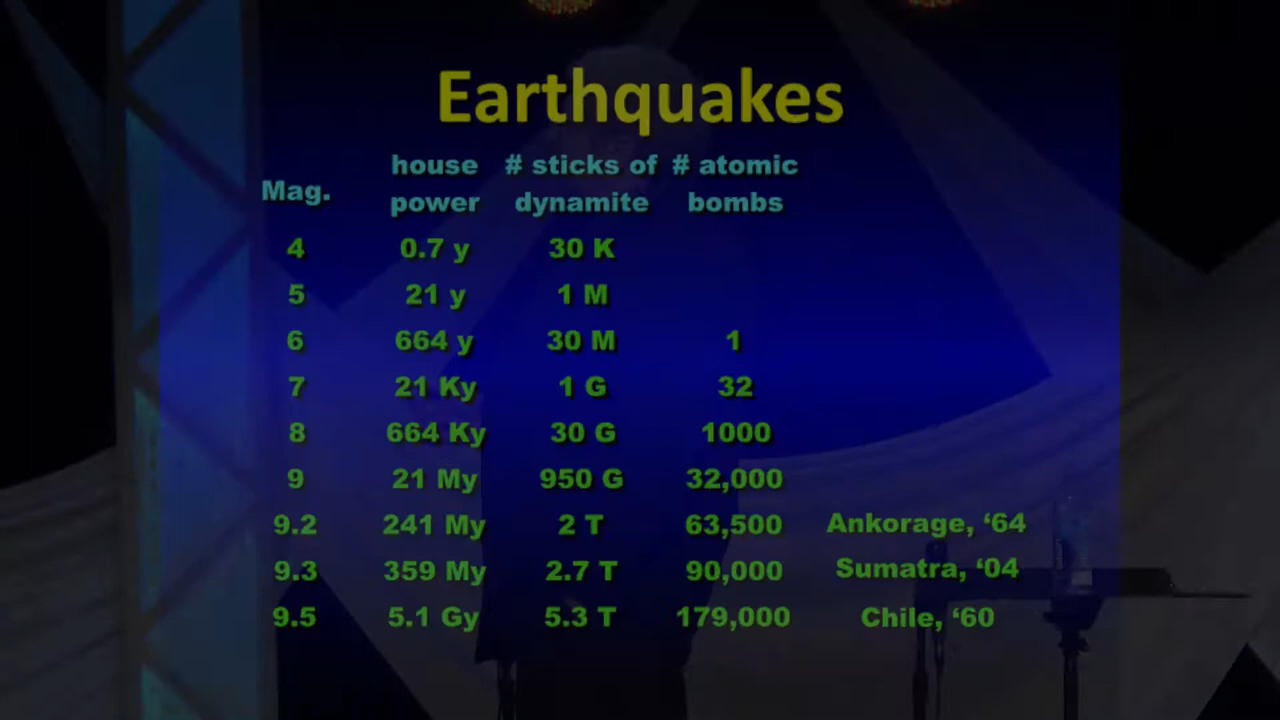 Earthquakes
Mag. house power # sticks of dynamite # atomic bombs
4 0.7 y 30 K
5 21 y 1 M
6 664 y 30 M 1
7 21 Ky 1 G 32
8 664 Ky 30 G 1000
9 21 My 950 G 32,000
9.2 241 My 2 T 63,500 Ankorage, ‘64
9.3 359 My 2.7 T 90,000 Sumatra, ‘04
9.5 5.1 Gy 5.3 T 179,000 Chile, ‘60